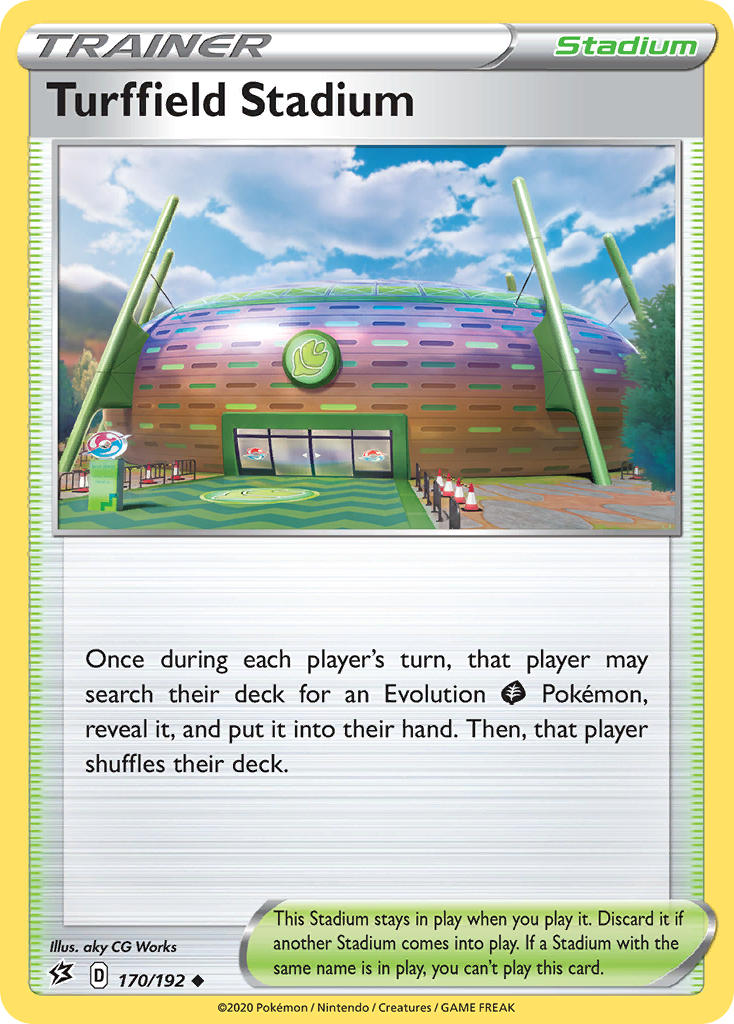 TRAINER
Stadium
Turffield Stadium
Once during each player's turn, that player may
search their deck for an Evolution Pokémon,
reveal it, and put it into their hand. Then, that player
shuffles their deck.
This Stadium stays in play when you play it. Discard it if
another Stadium comes into play. If a Stadium with the
same name is in play, you can't play this card.
Illus. aky CG Works
D 170/192
©2020 Pokémon / Nintendo / Creatures / GAME FREAK